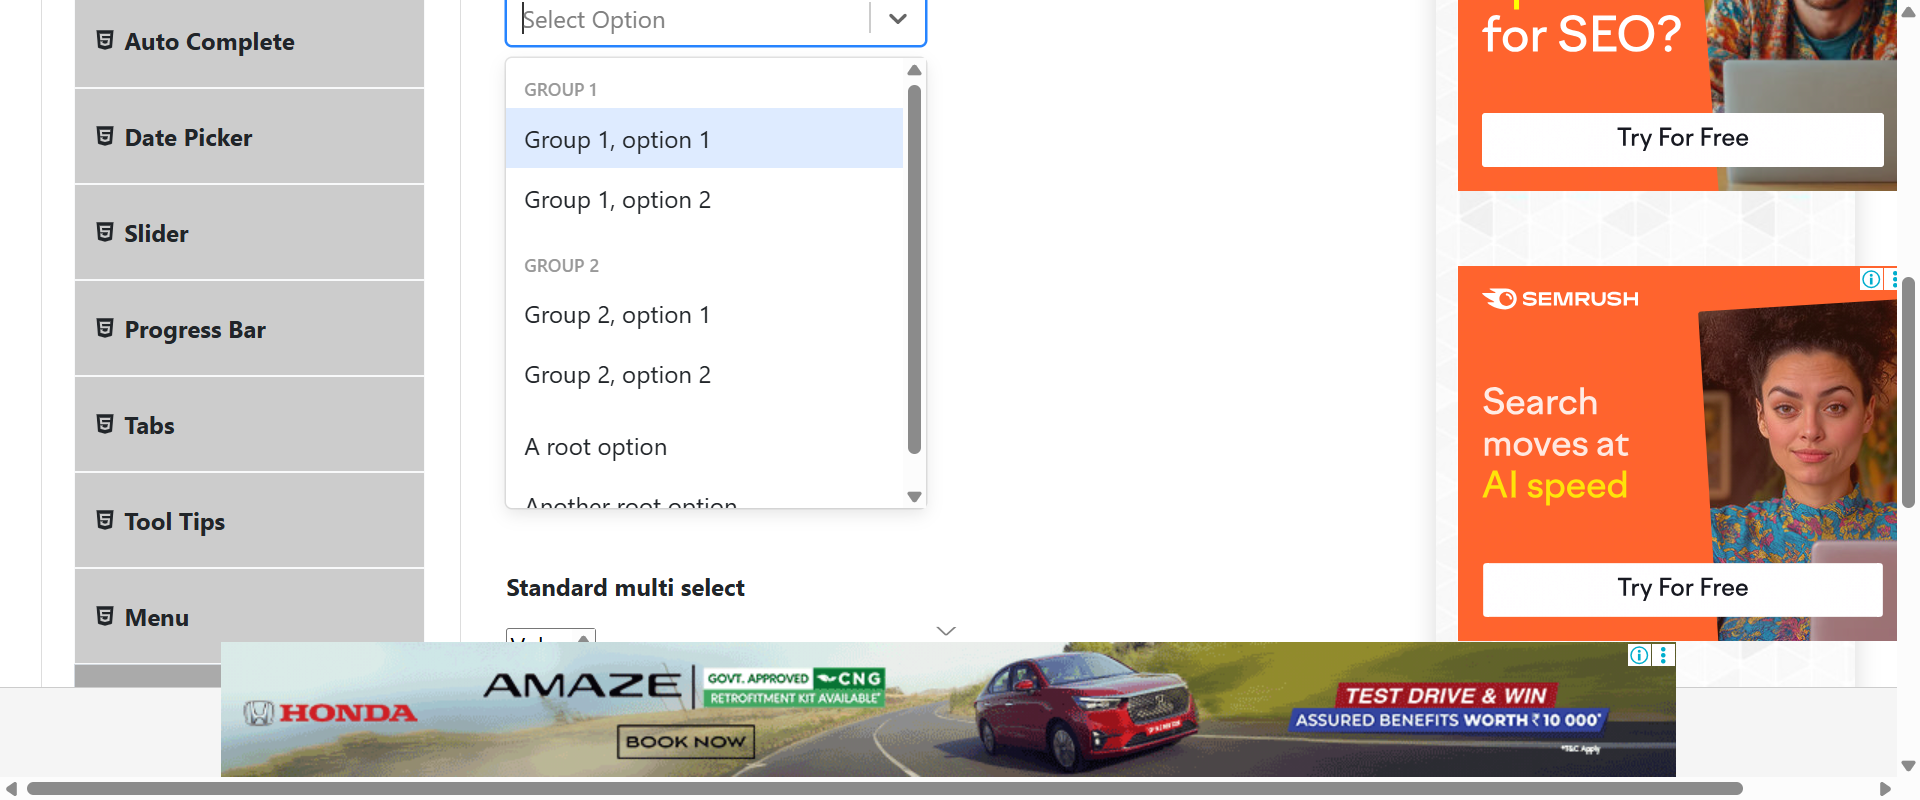 Auto Complete
Date Picker
Slider
Progress Bar
Tabs
Tool Tips
Menu
Select Option
GROUP 1
Group 1, option 1
Group 1, option 2
GROUP 2
Group 2, option 1
Group 2, option 2
A root option
Another root option
Standard multi select
for SEO?
Try For Free
SEMRUSH
Search
moves at
AI speed
Try For Free
HONDA
AMAZE
GOVT. APPROVED CNG
RETROFITMENT KIT AVAILABLE*
BOOK NOW
TEST DRIVE & WIN
ASSURED BENEFITS WORTH ₹ 10 000*
*T&C Apply